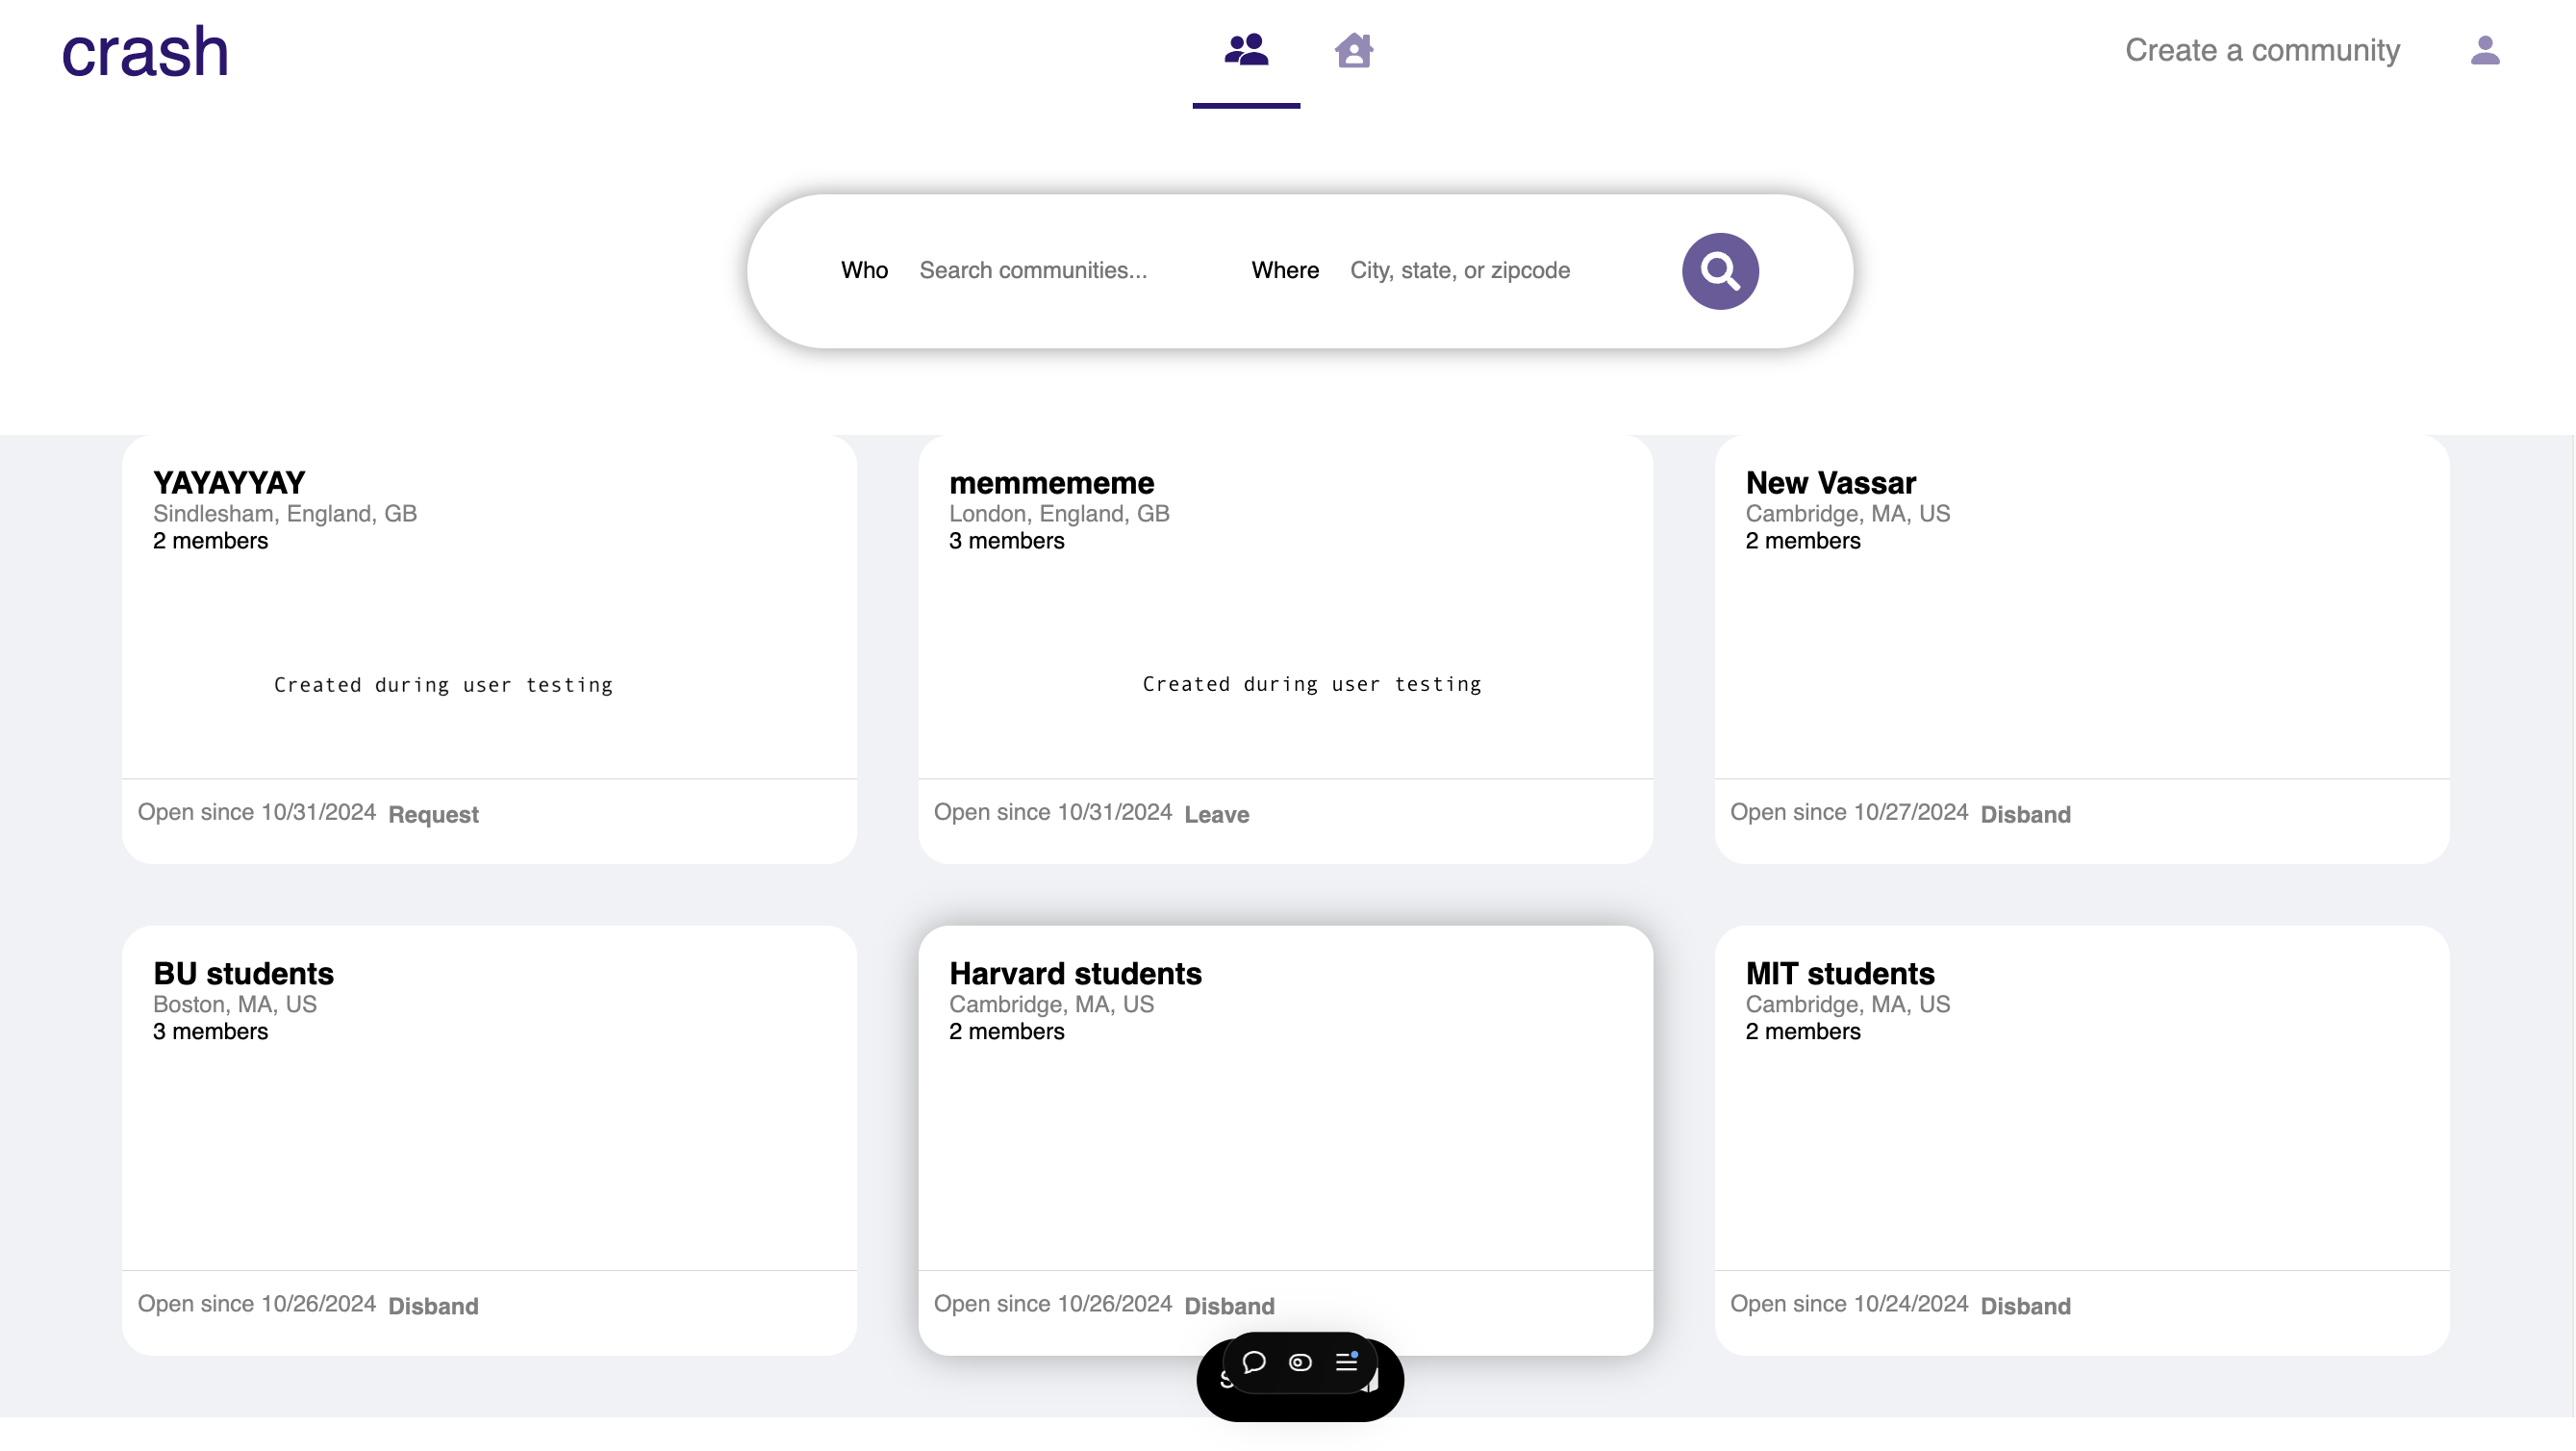 crash
Create a community
Who Search communities... Where City, state, or zipcode
YAYAYYAY
Sindlesham, England, GB
2 members
Created during user testing
Open since 10/31/2024 Request
memmememe
London, England, GB
3 members
Created during user testing
Open since 10/31/2024 Leave
New Vassar
Cambridge, MA, US
2 members
Open since 10/27/2024 Disband
BU students
Boston, MA, US
3 members
Open since 10/26/2024 Disband
Harvard students
Cambridge, MA, US
2 members
Open since 10/26/2024 Disband
MIT students
Cambridge, MA, US
2 members
Open since 10/24/2024 Disband